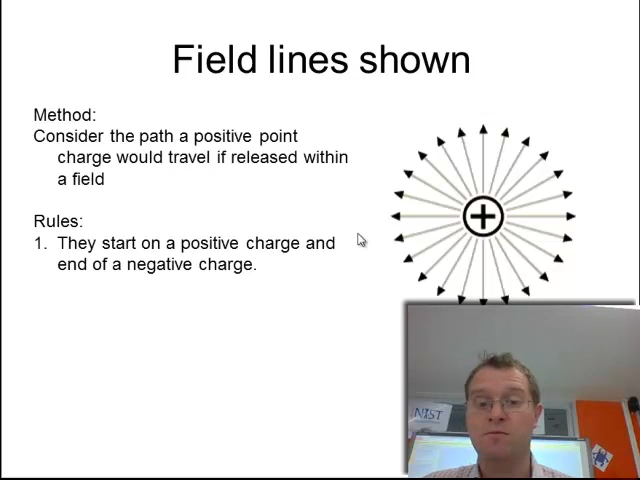 Field lines shown
Method:
Consider the path a positive point
charge would travel if released within
a field
Rules:
1. They start on a positive charge and
end of a negative charge.
+
NIST